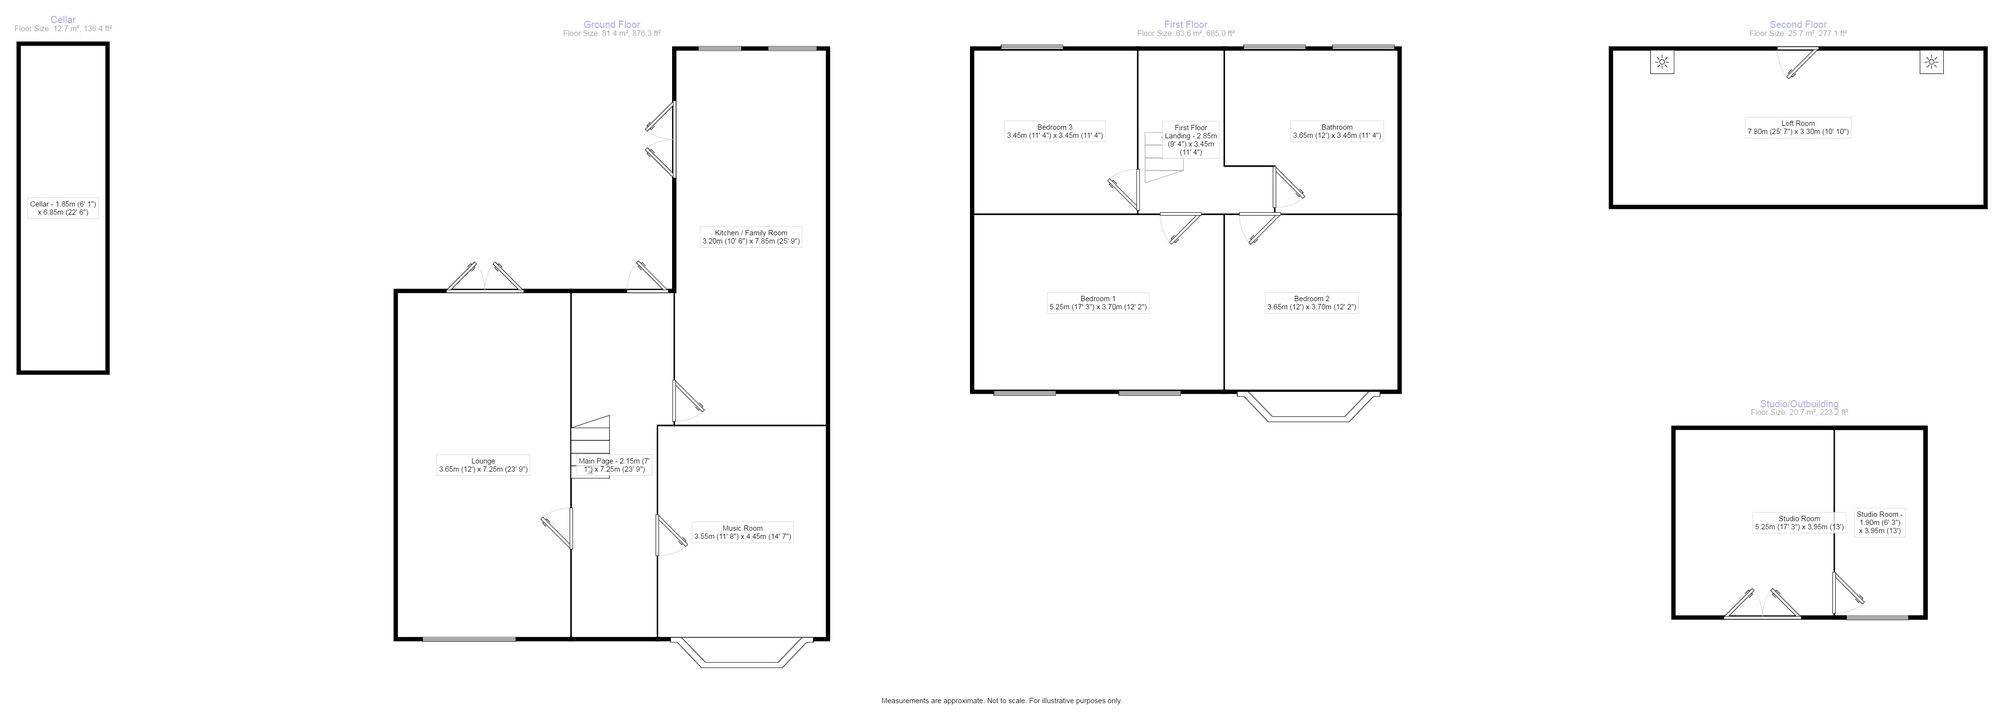 Cellar
Floor Size: 12.7 m², 136.4 ft²
Cellar - 1.85m (6' 1")
x 6.85m (22' 6")
Ground Floor
Floor Size: 81.4 m², 876.3 ft²
Kitchen / Family Room
3.20m (10' 6") x 7.85m (25' 9")
Lounge
3.65m (12') x 7.25m (23' 9")
Main Page - 2.15m (7'
1") x 7.25m (23' 9")
Music Room
3.55m (11' 8") x 4.45m (14' 7")
First Floor
Floor Size: 63.6 m², 685.0 ft²
Bedroom 3
3.45m (11' 4") x 3.45m (11' 4")
First Floor
Landing - 2.85m
(9' 4") x 3.45m
(11' 4")
Bathroom
3.65m (12') x 3.45m (11' 4")
Bedroom 1
5.25m (17' 3") x 3.70m (12' 2")
Bedroom 2
3.65m (12') x 3.70m (12' 2")
Second Floor
Floor Size: 25.7 m², 277.1 ft²
Loft Room
7.80m (25' 7") x 3.30m (10' 10")
Studio/Outbuilding
Floor Size: 20.7 m², 223.2 ft²
Studio Room
5.25m (17' 3") x 3.95m (13')
Studio Room -
1.90m (6' 3")
x 3.95m (13')
Measurements are approximate. Not to scale. For illustrative purposes only.